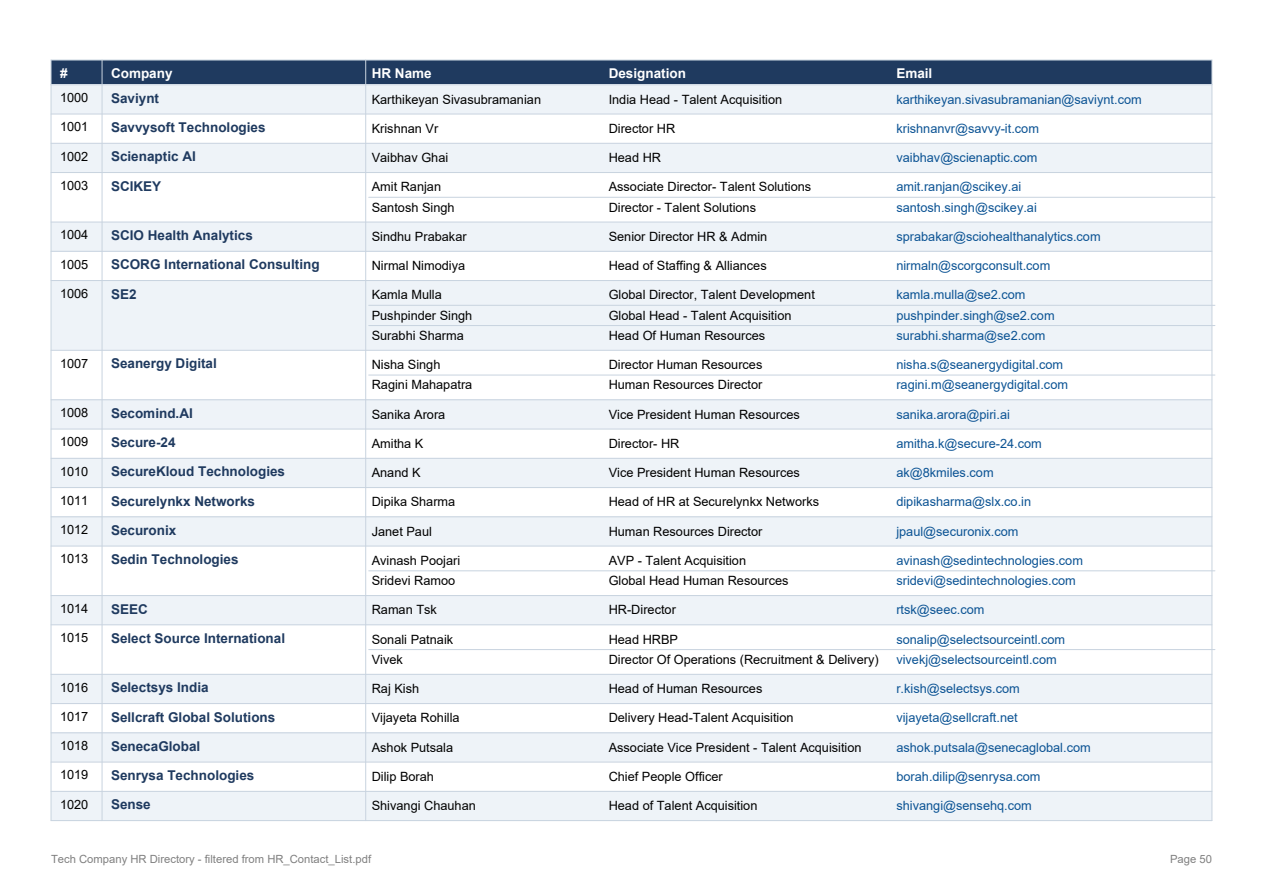 # Company HR Name Designation Email
1000 Saviynt Karthikeyan Sivasubramanian India Head - Talent Acquisition karthikeyan.sivasubramanian@saviynt.com
1001 Savvysoft Technologies Krishnan Vr Director HR krishnanvr@savvy-it.com
1002 Scienaptic AI Vaibhav Ghai Head HR vaibhav@scienaptic.com
1003 SCIKEY Amit Ranjan Associate Director- Talent Solutions amit.ranjan@scikey.ai
Santosh Singh Director - Talent Solutions santosh.singh@scikey.ai
1004 SCIO Health Analytics Sindhu Prabakar Senior Director HR & Admin sprabakar@sciohealthanalytics.com
1005 SCORG International Consulting Nirmal Nimodiya Head of Staffing & Alliances nirmaln@scorgconsult.com
1006 SE2 Kamla Mulla Global Director, Talent Development kamla.mulla@se2.com
Pushpinder Singh Global Head - Talent Acquisition pushpinder.singh@se2.com
Surabhi Sharma Head Of Human Resources surabhi.sharma@se2.com
1007 Seanergy Digital Nisha Singh Director Human Resources nisha.s@seanergydigital.com
Ragini Mahapatra Human Resources Director ragini.m@seanergydigital.com
1008 Secomind.AI Sanika Arora Vice President Human Resources sanika.arora@piri.ai
1009 Secure-24 Amitha K Director- HR amitha.k@secure-24.com
1010 SecureKloud Technologies Anand K Vice President Human Resources ak@8kmiles.com
1011 Securelynkx Networks Dipika Sharma Head of HR at Securelynkx Networks dipikasharma@slx.co.in
1012 Securonix Janet Paul Human Resources Director jpaul@securonix.com
1013 Sedin Technologies Avinash Poojari AVP - Talent Acquisition avinash@sedintechnologies.com
Sridevi Ramoo Global Head Human Resources sridevi@sedintechnologies.com
1014 SEEC Raman Tsk HR-Director rtsk@seec.com
1015 Select Source International Sonali Patnaik Head HRBP sonalip@selectsourceintl.com
Vivek Director Of Operations (Recruitment & Delivery) vivekj@selectsourceintl.com
1016 Selectsys India Raj Kish Head of Human Resources r.kish@selectsys.com
1017 Sellcraft Global Solutions Vijayeta Rohilla Delivery Head-Talent Acquisition vijayeta@sellcraft.net
1018 SenecaGlobal Ashok Putsala Associate Vice President - Talent Acquisition ashok.putsala@senecaglobal.com
1019 Senrysa Technologies Dilip Borah Chief People Officer borah.dilip@senrysa.com
1020 Sense Shivangi Chauhan Head of Talent Acquisition shivangi@sensehq.com
Tech Company HR Directory - filtered from HR_Contact_List.pdf Page 50